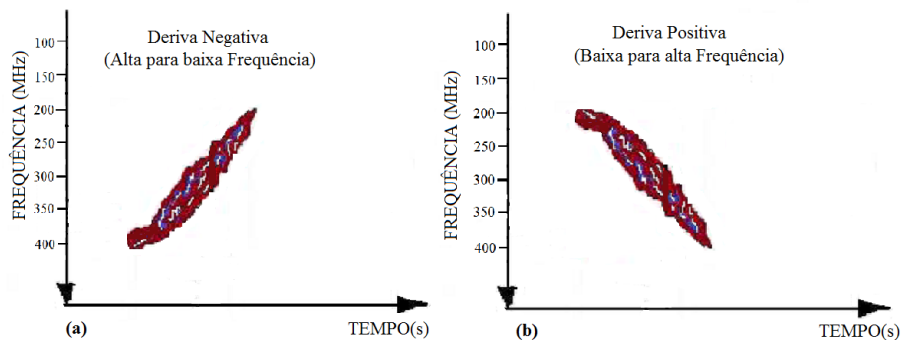 Deriva Negativa
(Alta para baixa Frequência)
FREQUÊNCIA (MHz)
100
150
200
250
300
350
400
(a)
TEMPO(s)
Deriva Positiva
(Baixa para alta Frequência)
FREQUÊNCIA (MHz)
100
150
200
250
300
350
400
(b)
TEMPO(s)